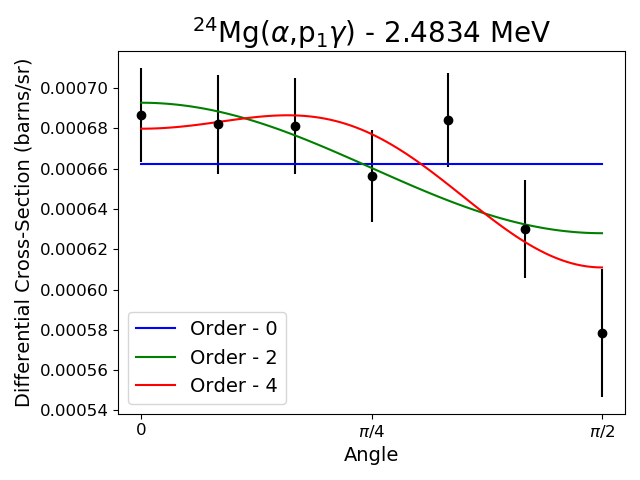 ²⁴Mg(α,p₁γ) - 2.4834 MeV
Differential Cross-Section (barns/sr)
0.00070
0.00068
0.00066
0.00064
0.00062
0.00060
0.00058
0.00056
0.00054
Order - 0
Order - 2
Order - 4
0 π/4 π/2
Angle